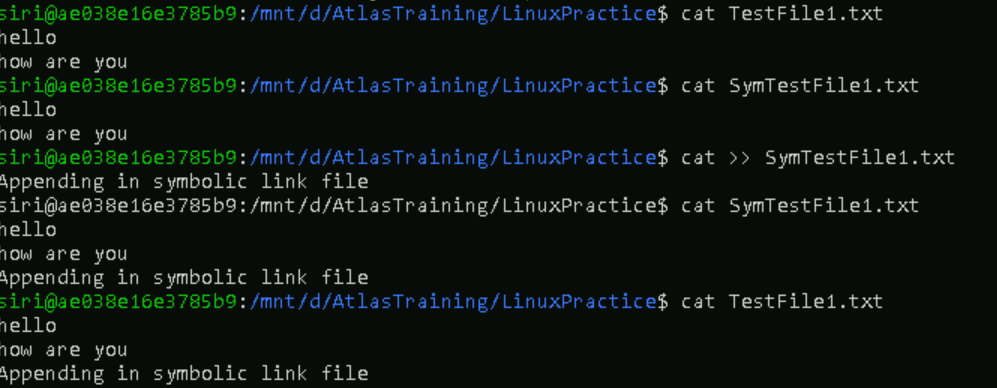 siri@ae038e16e3785b9:/mnt/d/AtlasTraining/LinuxPractice$ cat TestFile1.txt
hello
how are you
siri@ae038e16e3785b9:/mnt/d/AtlasTraining/LinuxPractice$ cat SymTestFile1.txt
hello
how are you
siri@ae038e16e3785b9:/mnt/d/AtlasTraining/LinuxPractice$ cat >> SymTestFile1.txt
Appending in symbolic link file
siri@ae038e16e3785b9:/mnt/d/AtlasTraining/LinuxPractice$ cat SymTestFile1.txt
hello
how are you
Appending in symbolic link file
siri@ae038e16e3785b9:/mnt/d/AtlasTraining/LinuxPractice$ cat TestFile1.txt
hello
how are you
Appending in symbolic link file